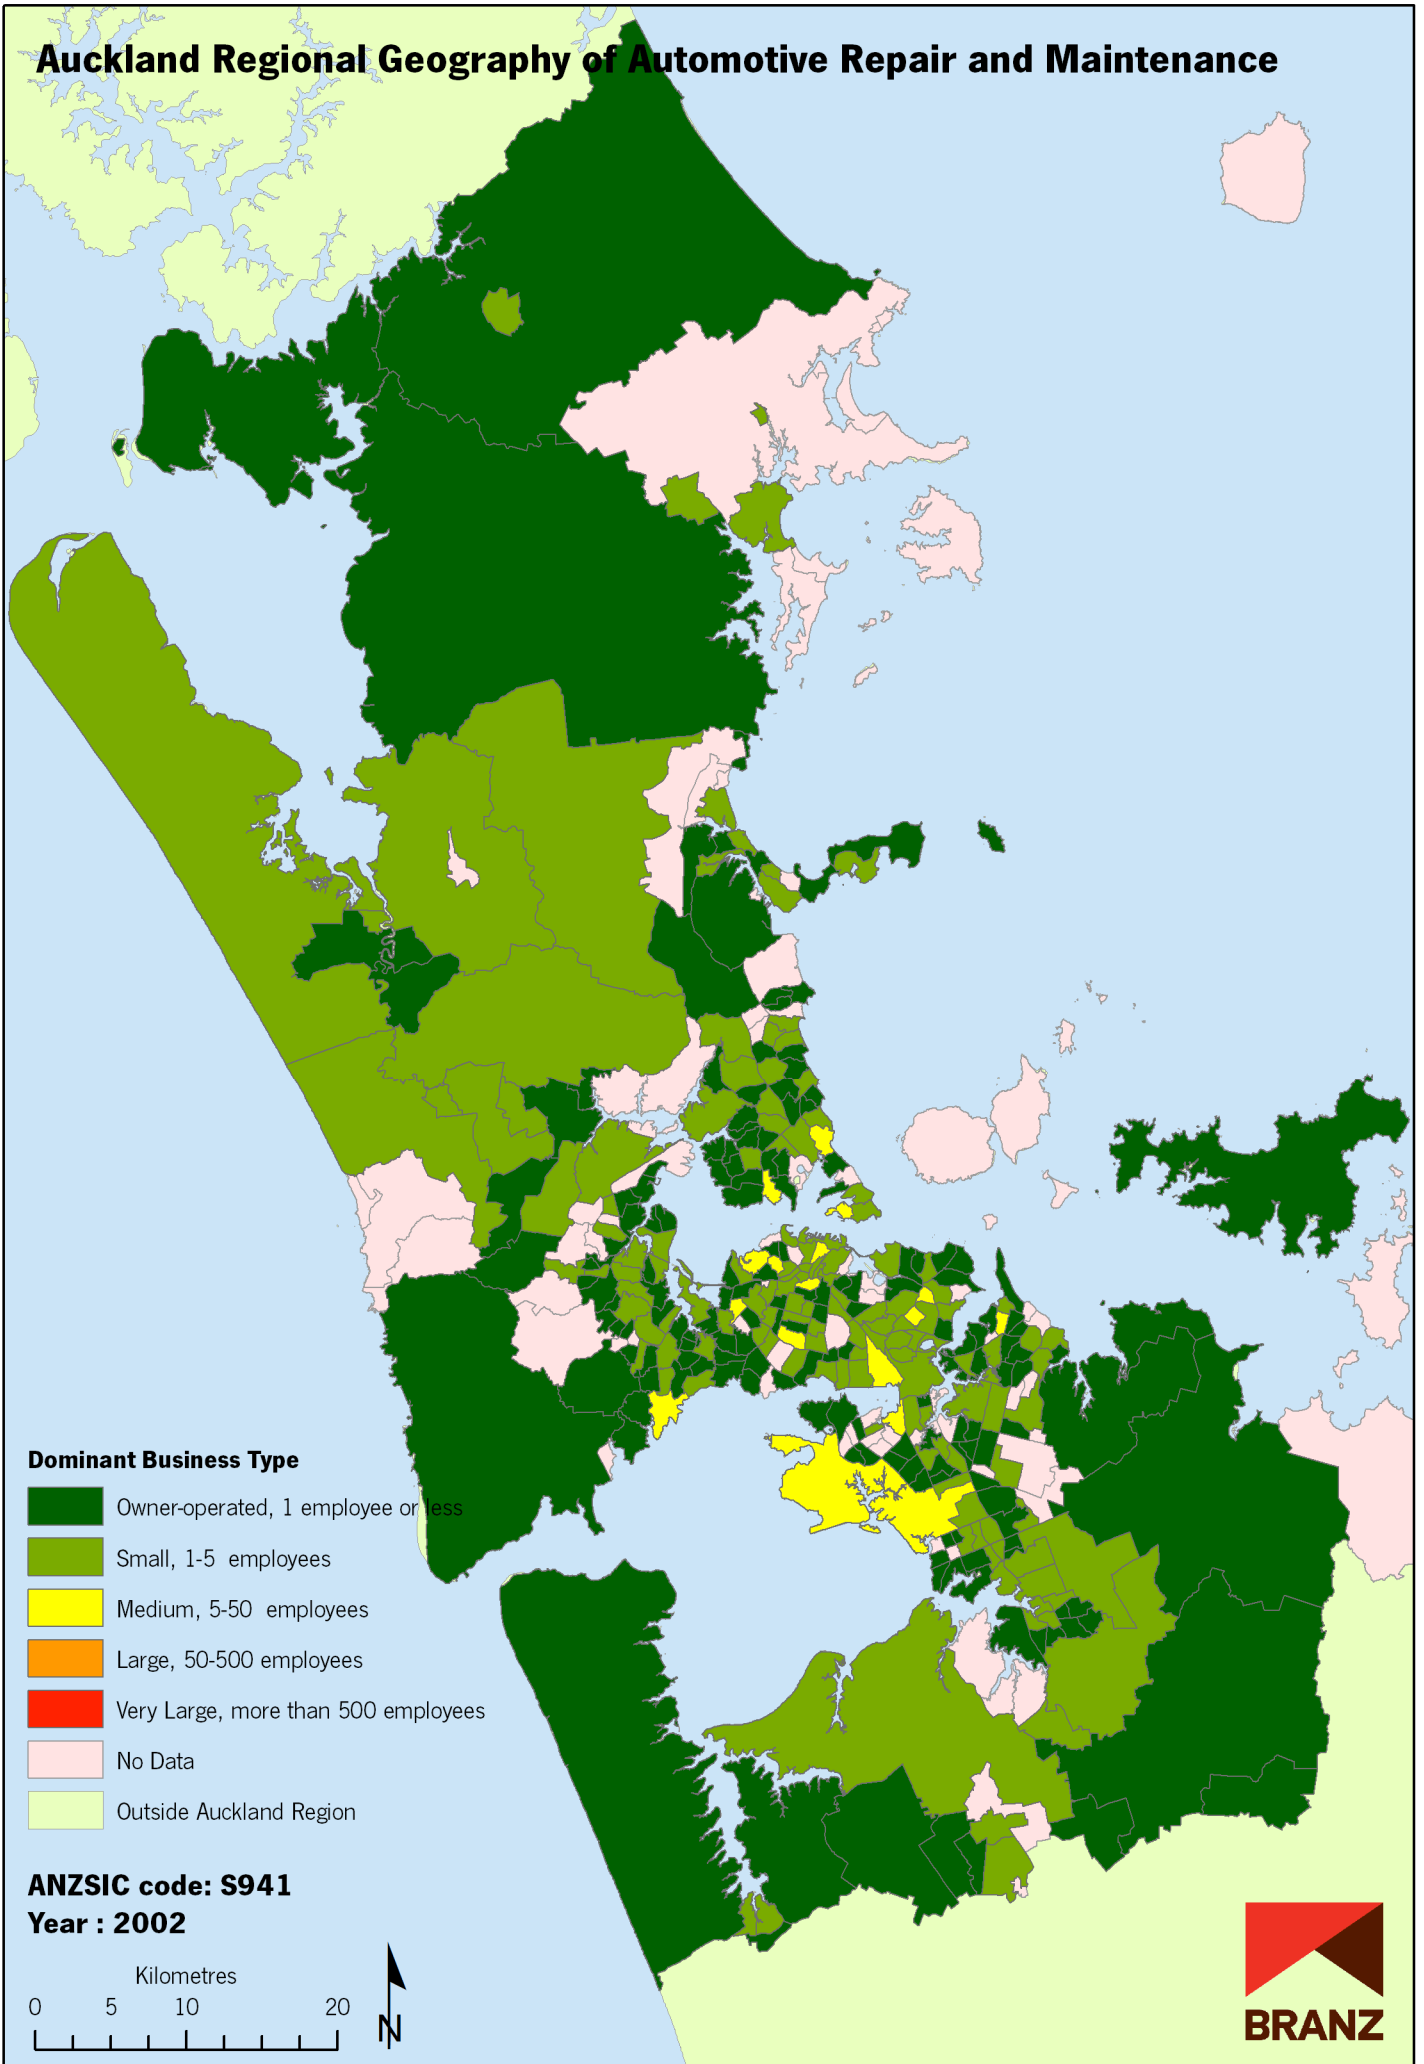 Auckland Regional Geography of Automotive Repair and Maintenance
Dominant Business Type
Owner-operated, 1 employee or less
Small, 1-5 employees
Medium, 5-50 employees
Large, 50-500 employees
Very Large, more than 500 employees
No Data
Outside Auckland Region
ANZSIC code: S941
Year : 2002
Kilometres
0 5 10 20
N
BRANZ